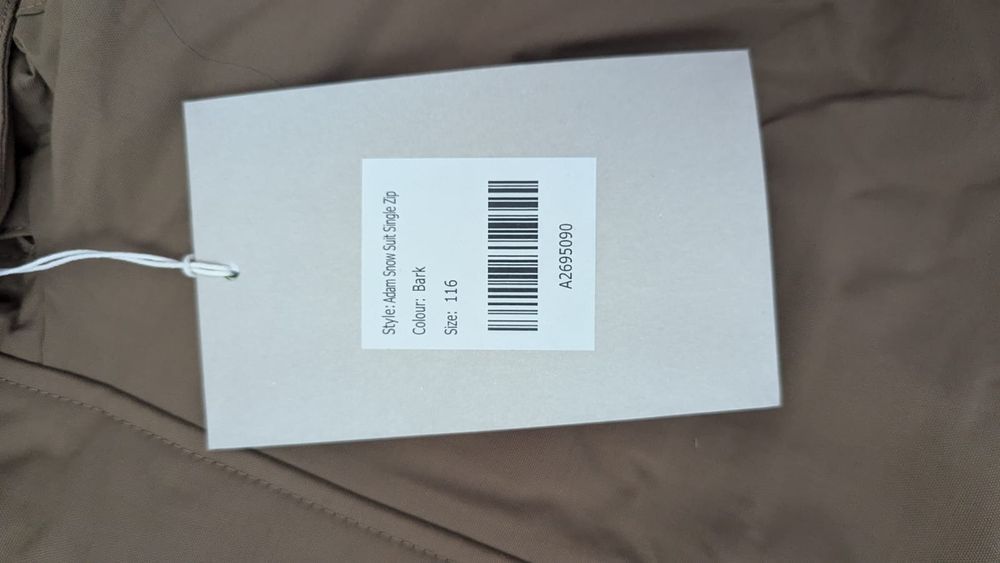 Style: Adam Snow Suit Single Zip
Colour: Bark
Size: 116
A2695090